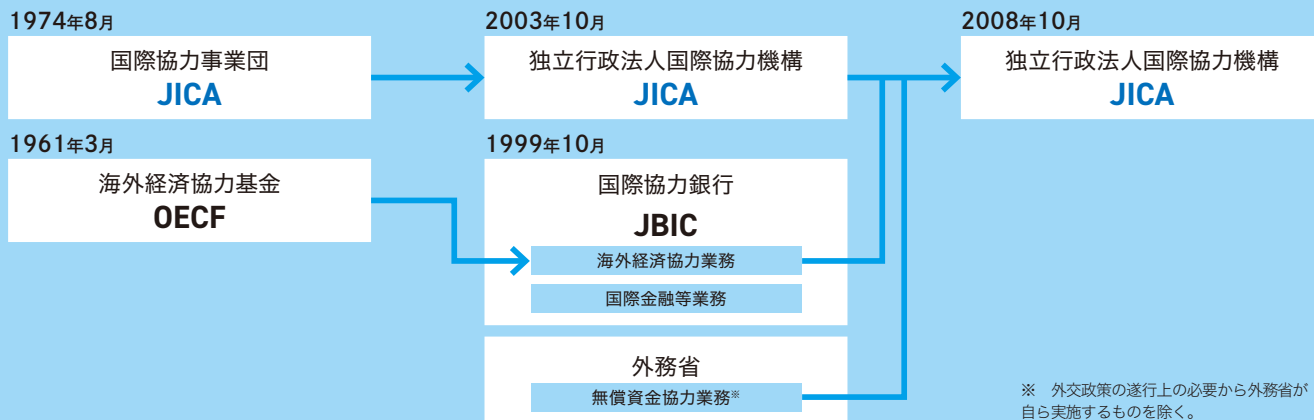 1974年8月
国際協力事業団
JICA
2003年10月
独立行政法人国際協力機構
JICA
2008年10月
独立行政法人国際協力機構
JICA
1961年3月
海外経済協力基金
OECF
1999年10月
国際協力銀行
JBIC
海外経済協力業務
国際金融等業務
外務省
無償資金協力業務※
※　外交政策の遂行上の必要から外務省が
自ら実施するものを除く。